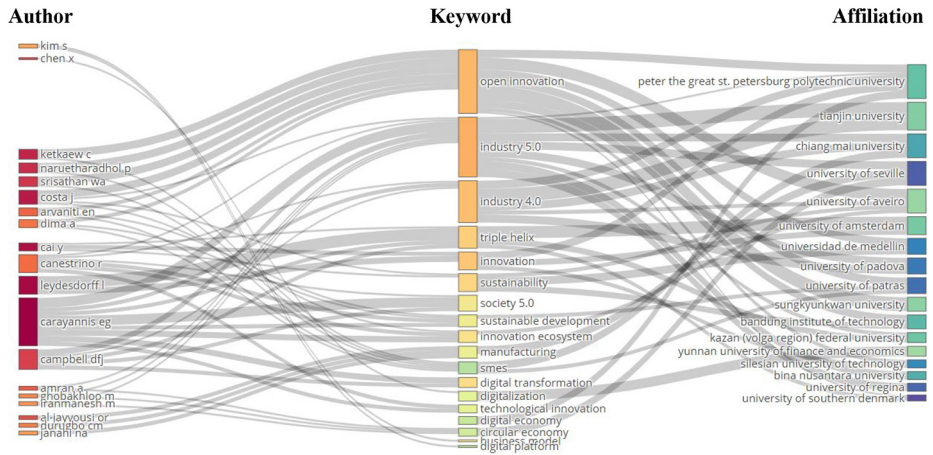 Author
Keyword
Affiliation
kim s
chen x
ketkaew c
naruetharadhol p
srisathan wa
costa j
arvaniti en
dima a
cai y
canestrino r
leydesdorff l
carayannis eg
campbell dfj
amran a
ghobakhloo m
iranmanesh m
al-jayyousi or
durugbo cm
janahi na
open innovation
industry 5.0
industry 4.0
triple helix
innovation
sustainability
society 5.0
sustainable development
innovation ecosystem
manufacturing
smes
digital transformation
digitalization
technological innovation
digital economy
circular economy
business model
digital platform
peter the great st. petersburg polytechnic university
tianjin university
chiang mai university
university of seville
university of aveiro
university of amsterdam
universidad de medellin
university of padova
university of patras
sungkyunkwan university
bandung institute of technology
kazan (volga region) federal university
yunnan university of finance and economics
silesian university of technology
bina nusantara university
university of regina
university of southern denmark